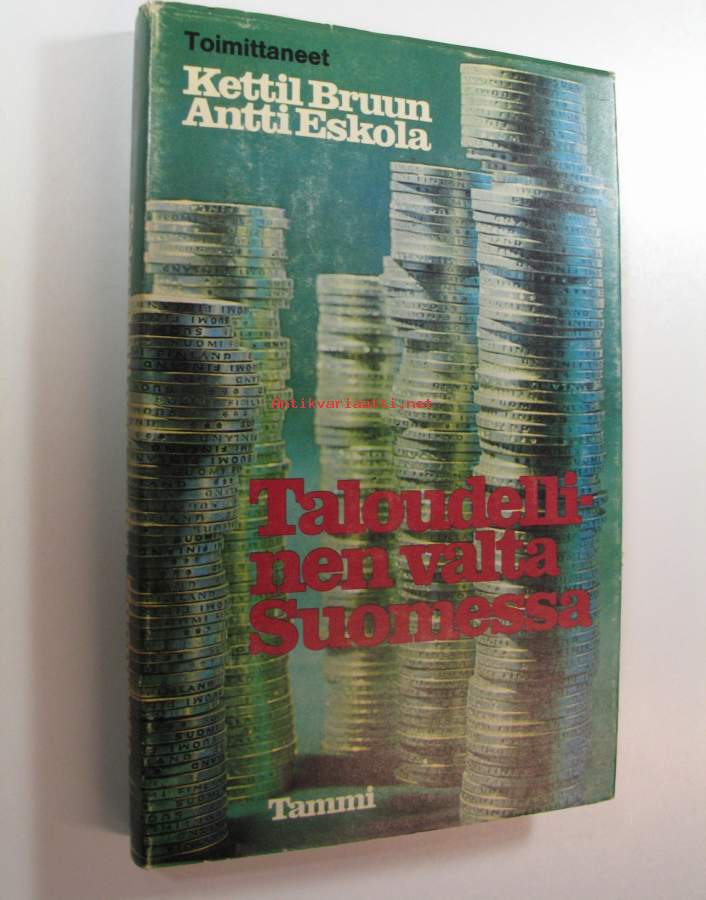 Toimittaneet
Kettil Bruun
Antti Eskola
Antikvariaatti.net
Taloudelli-
nen valta
Suomessa
Tammi